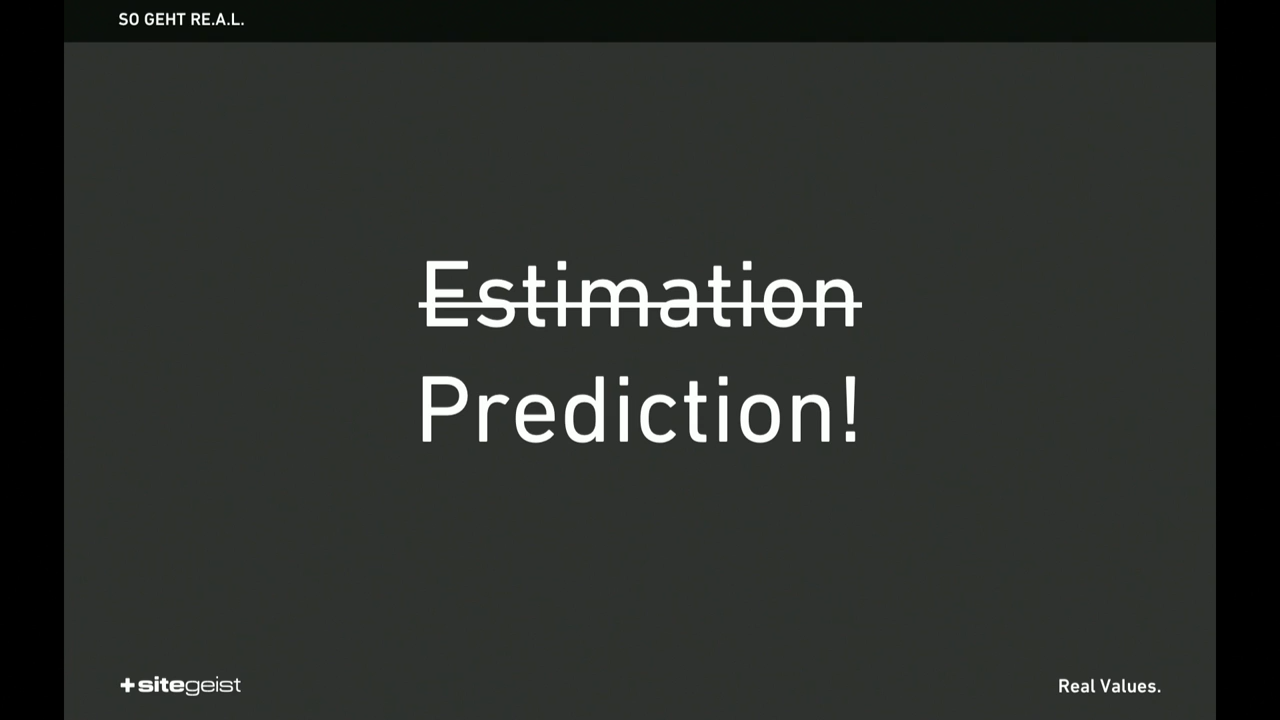 SO GEHT RE.A.L.
Estimation
Prediction!
+sitegeist
Real Values.